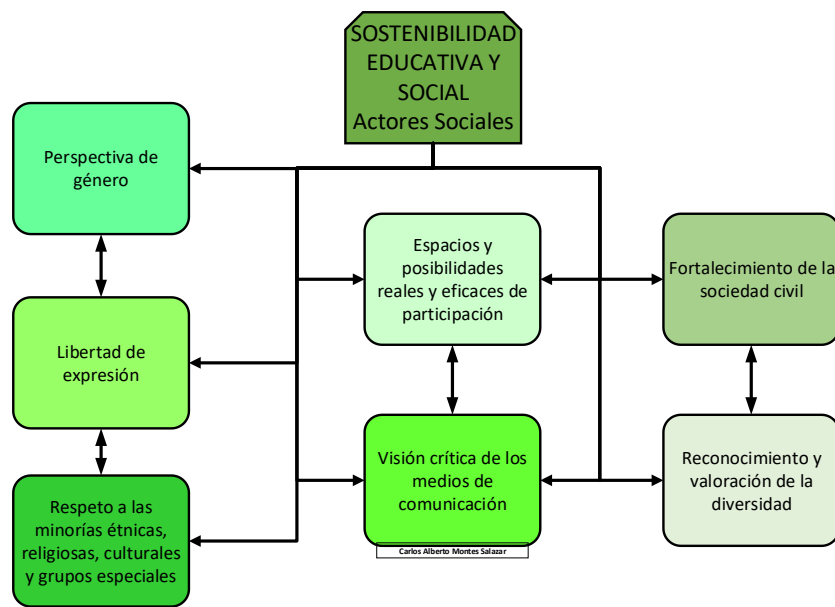 SOSTENIBILIDAD
EDUCATIVA Y
SOCIAL
Actores Sociales
Perspectiva de
género
Libertad de
expresión
Respeto a las
minorías étnicas,
religiosas, culturales
y grupos especiales
Espacios y
posibilidades
reales y eficaces de
participación
Visión crítica de los
medios de
comunicación
Carlos Alberto Montes Salazar
Fortalecimiento de la
sociedad civil
Reconocimiento y
valoración de la
diversidad